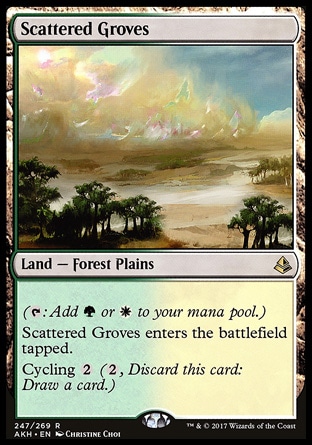 Scattered Groves
Land — Forest Plains
(: Add or to your mana pool.)
Scattered Groves enters the battlefield
tapped.
Cycling 2 (2, Discard this card:
Draw a card.)
247/269 R
AKH • EN Christine Choi
™ & © 2017 Wizards of the Coast